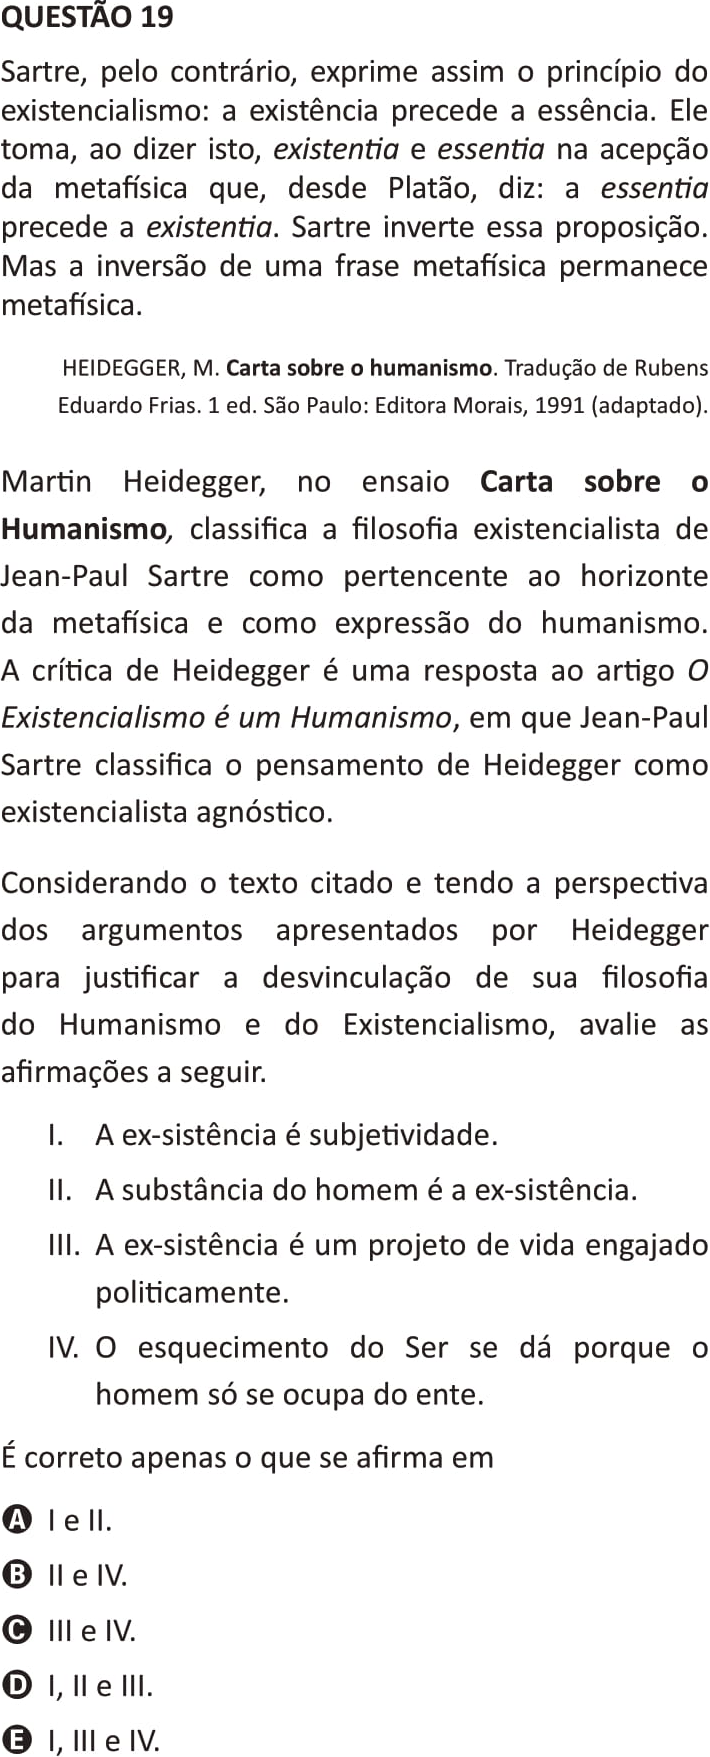 QUESTÃO 19
Sartre, pelo contrário, exprime assim o princípio do
existencialismo: a existência precede a essência. Ele
toma, ao dizer isto, existentia e essentia na acepção
da metafísica que, desde Platão, diz: a essentia
precede a existentia. Sartre inverte essa proposição.
Mas a inversão de uma frase metafísica permanece
metafísica.
HEIDEGGER, M. Carta sobre o humanismo. Tradução de Rubens
Eduardo Frias. 1 ed. São Paulo: Editora Morais, 1991 (adaptado).
Martin Heidegger, no ensaio Carta sobre o
Humanismo, classifica a filosofia existencialista de
Jean-Paul Sartre como pertencente ao horizonte
da metafísica e como expressão do humanismo.
A crítica de Heidegger é uma resposta ao artigo O
Existencialismo é um Humanismo, em que Jean-Paul
Sartre classifica o pensamento de Heidegger como
existencialista agnóstico.
Considerando o texto citado e tendo a perspectiva
dos argumentos apresentados por Heidegger
para justificar a desvinculação de sua filosofia
do Humanismo e do Existencialismo, avalie as
afirmações a seguir.
I. A ex-sistência é subjetividade.
II. A substância do homem é a ex-sistência.
III. A ex-sistência é um projeto de vida engajado
politicamente.
IV. O esquecimento do Ser se dá porque o
homem só se ocupa do ente.
É correto apenas o que se afirma em
A I e II.
B II e IV.
C III e IV.
D I, II e III.
E I, III e IV.